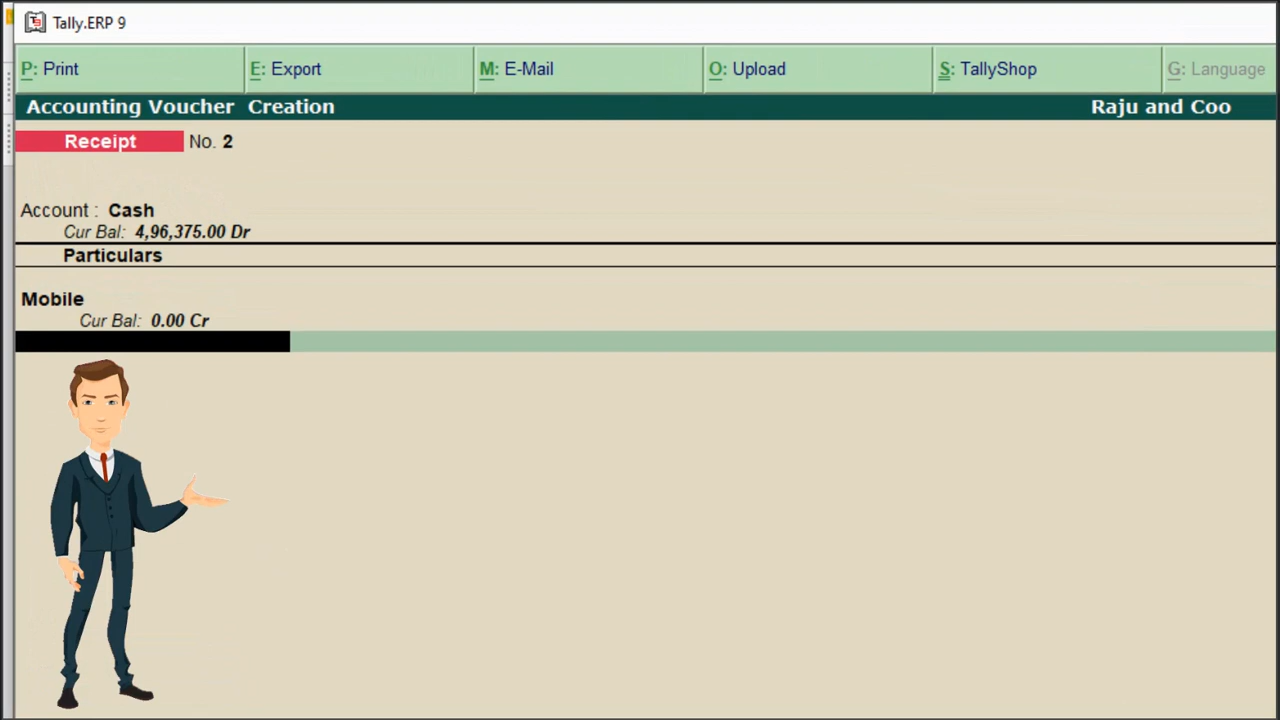 Tally.ERP 9
P: Print E: Export M: E-Mail O: Upload S: TallyShop G: Language
Accounting Voucher Creation Raju and Coo
Receipt No. 2
Account : Cash
Cur Bal: 4,96,375.00 Dr
Particulars
Mobile
Cur Bal: 0.00 Cr